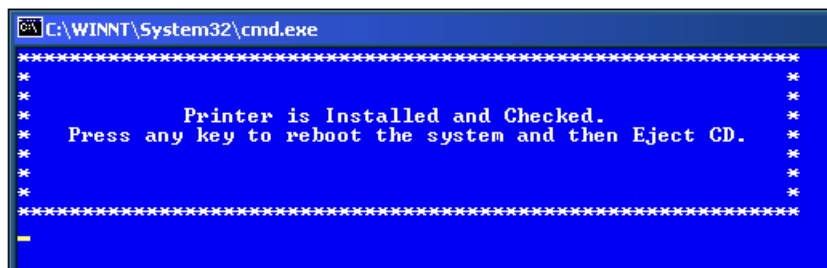 C:\WINNT\System32\cmd.exe
*************************************************************
* *
* *
* Printer is Installed and Checked. *
* Press any key to reboot the system and then Eject CD. *
* *
* *
* *
*************************************************************